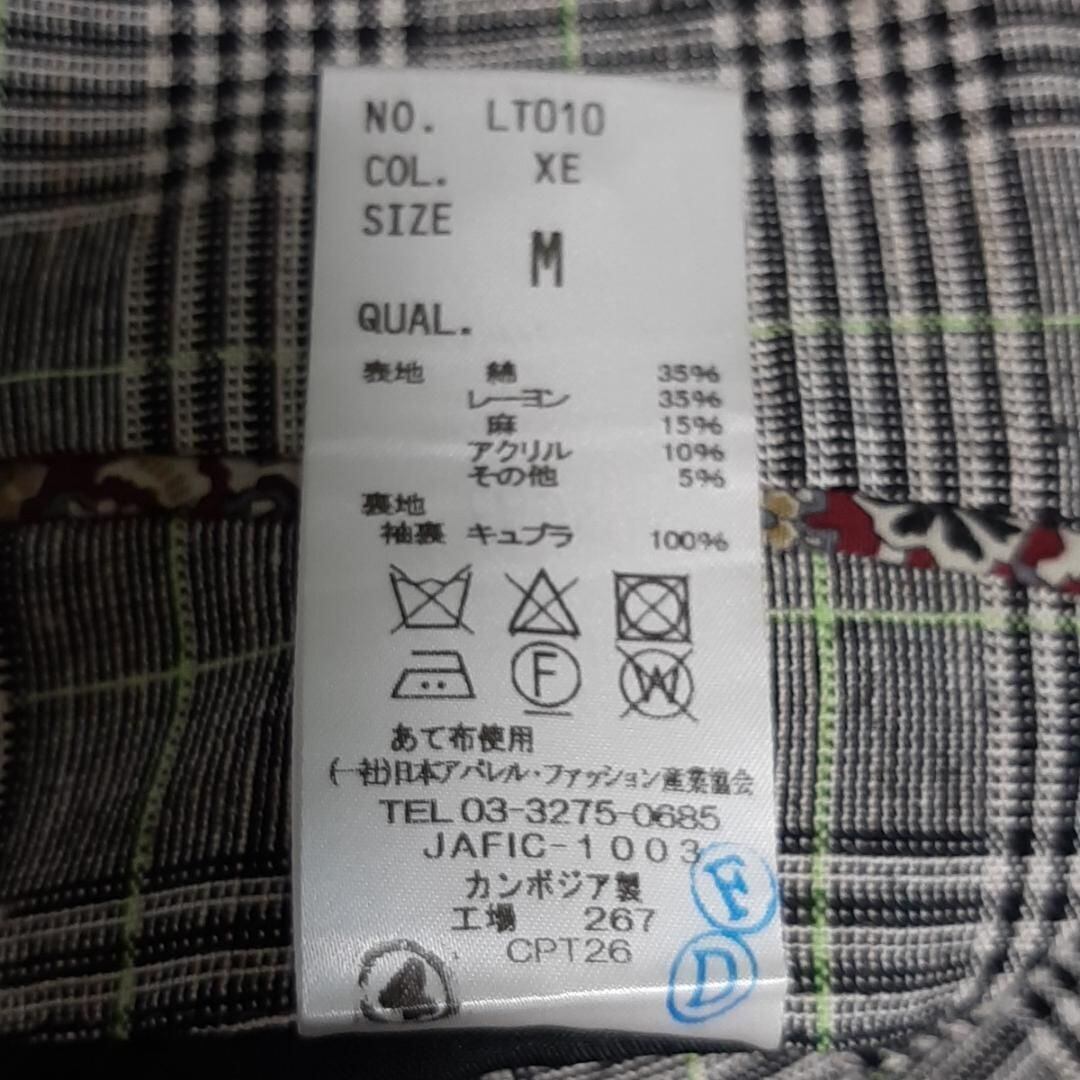 NO. LT010
COL. XE
SIZE
M
QUAL.
表地 綿 35%
レーヨン 35%
麻 15%
アクリル 10%
その他 5%
裏地
袖裏 キュプラ 100%
F W
あて布使用
(一社)日本アパレル・ファッション産業協会
TEL 03-3275-0685
JAFIC-1003
カンボジア製
工場 267
CPT26
F
D